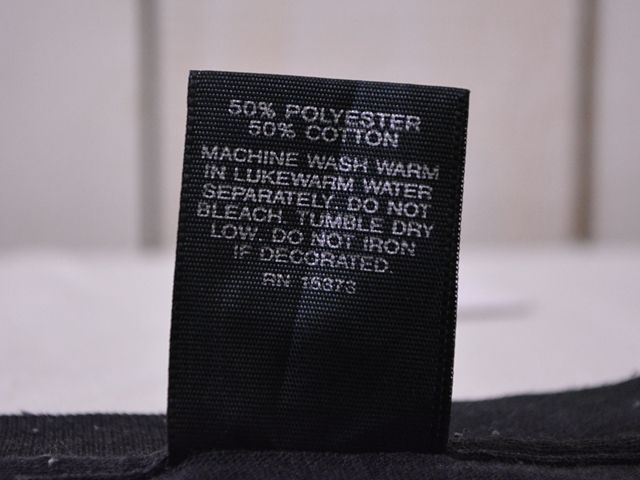 50% POLYESTER
50% COTTON
MACHINE WASH WARM
IN LUKEWARM WATER
SEPARATELY. DO NOT
BLEACH. TUMBLE DRY
LOW. DO NOT IRON
IF DECORATED.
RN 15373